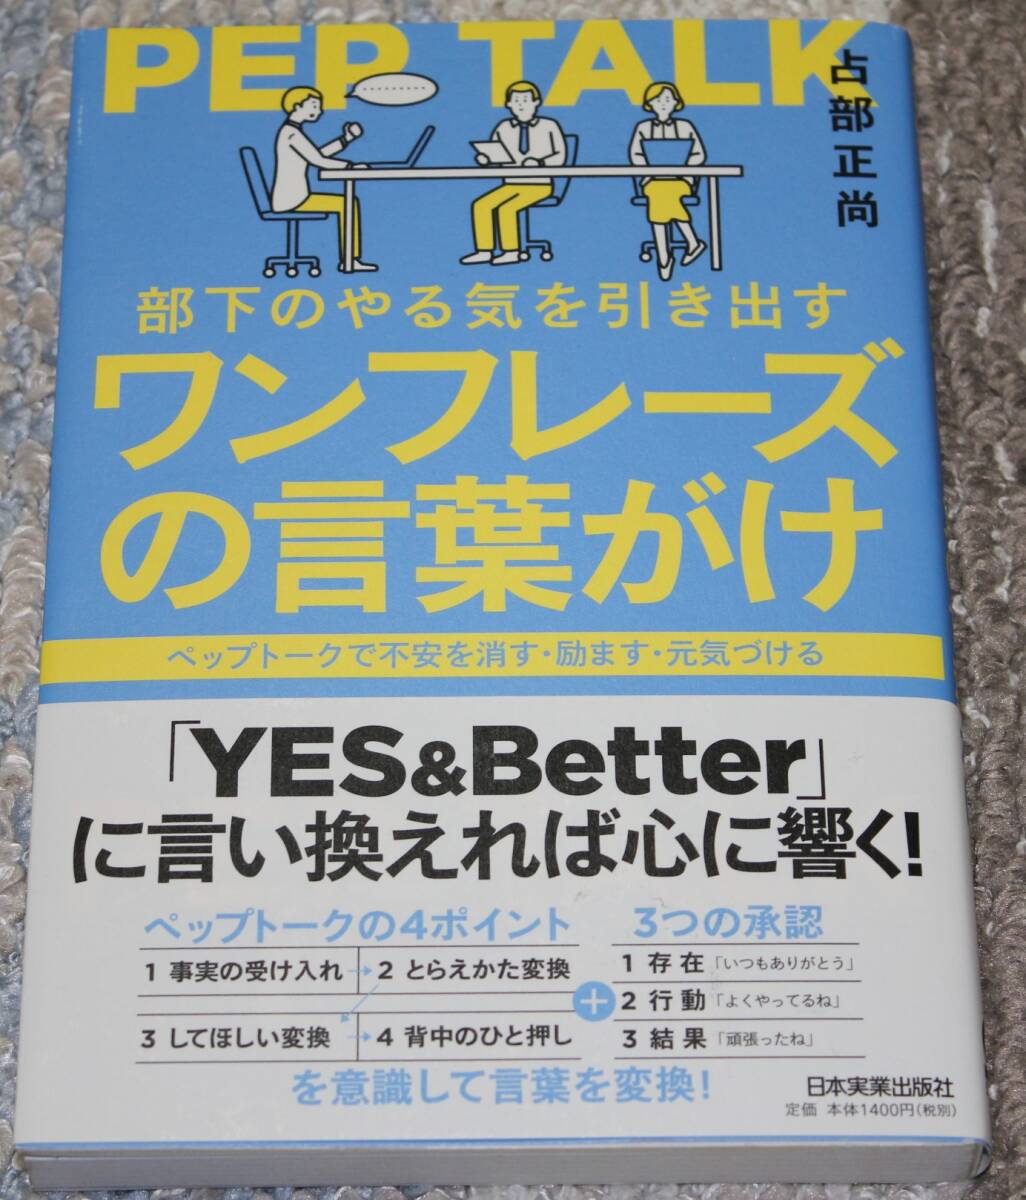 PEP TALK
占部正尚
部下のやる気を引き出す
ワンフレーズ
の言葉がけ
ペップトークで不安を消す・励ます・元気づける
「YES&Better」
に言い換えれば心に響く!
ペップトークの4ポイント
1 事実の受け入れ
2 とらえかた変換
3 してほしい変換
4 背中のひと押し
+
3つの承認
1 存在「いつもありがとう」
2 行動「よくやってるね」
3 結果「頑張ったね」
を意識して言葉を変換!
日本実業出版社
定価 本体1400円(税別)